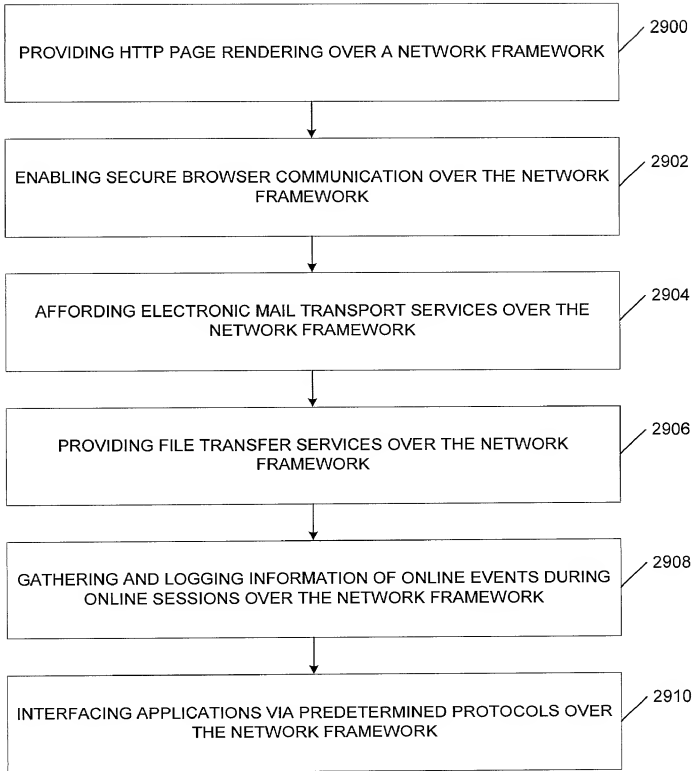 PROVIDING HTTP PAGE RENDERING OVER A NETWORK FRAMEWORK
2900
ENABLING SECURE BROWSER COMMUNICATION OVER THE NETWORK
FRAMEWORK
2902
AFFORDING ELECTRONIC MAIL TRANSPORT SERVICES OVER THE
NETWORK FRAMEWORK
2904
PROVIDING FILE TRANSFER SERVICES OVER THE NETWORK
FRAMEWORK
2906
GATHERING AND LOGGING INFORMATION OF ONLINE EVENTS DURING
ONLINE SESSIONS OVER THE NETWORK FRAMEWORK
2908
INTERFACING APPLICATIONS VIA PREDETERMINED PROTOCOLS OVER
THE NETWORK FRAMEWORK
2910